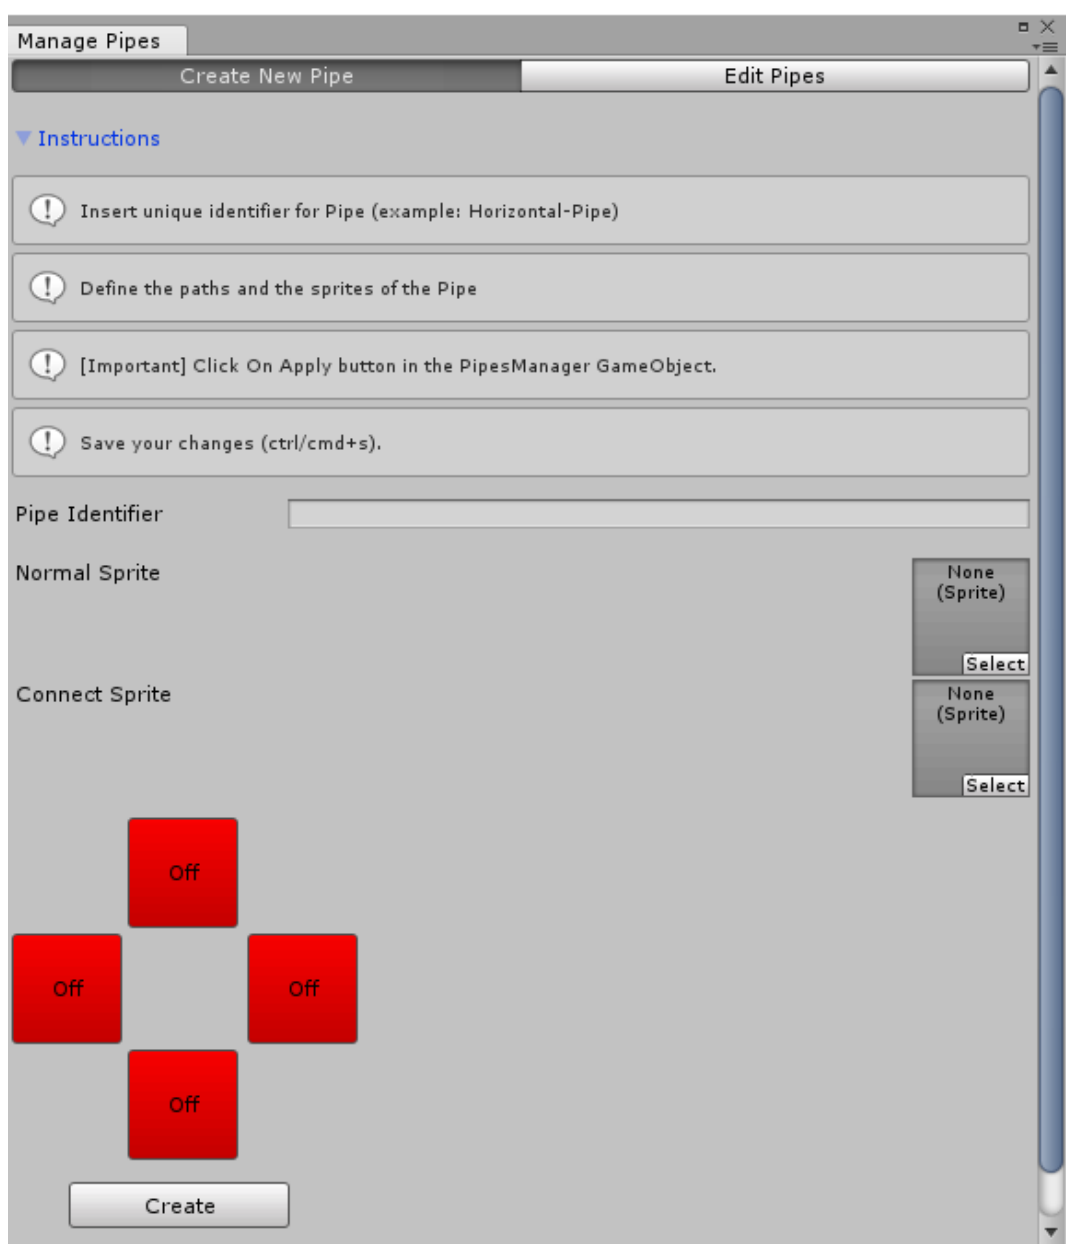 Manage Pipes
Create New Pipe
Edit Pipes
Instructions
Insert unique identifier for Pipe (example: Horizontal-Pipe)
Define the paths and the sprites of the Pipe
[Important] Click On Apply button in the PipesManager GameObject.
Save your changes (ctrl/cmd+s).
Pipe Identifier
Normal Sprite
None
(Sprite)
Select
Connect Sprite
None
(Sprite)
Select
Off
Off
Off
Off
Create